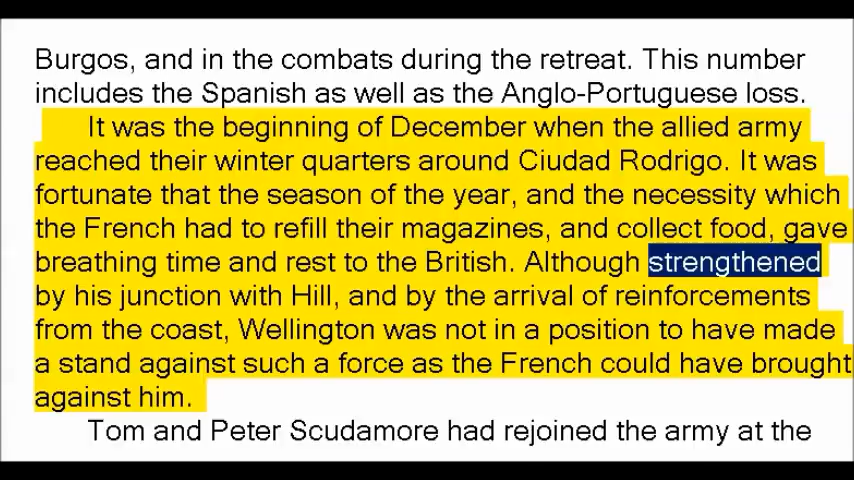 Burgos, and in the combats during the retreat. This number
includes the Spanish as well as the Anglo-Portuguese loss.
It was the beginning of December when the allied army
reached their winter quarters around Ciudad Rodrigo. It was
fortunate that the season of the year, and the necessity which
the French had to refill their magazines, and collect food, gave
breathing time and rest to the British. Although strengthened
by his junction with Hill, and by the arrival of reinforcements
from the coast, Wellington was not in a position to have made
a stand against such a force as the French could have brought
against him.
Tom and Peter Scudamore had rejoined the army at the